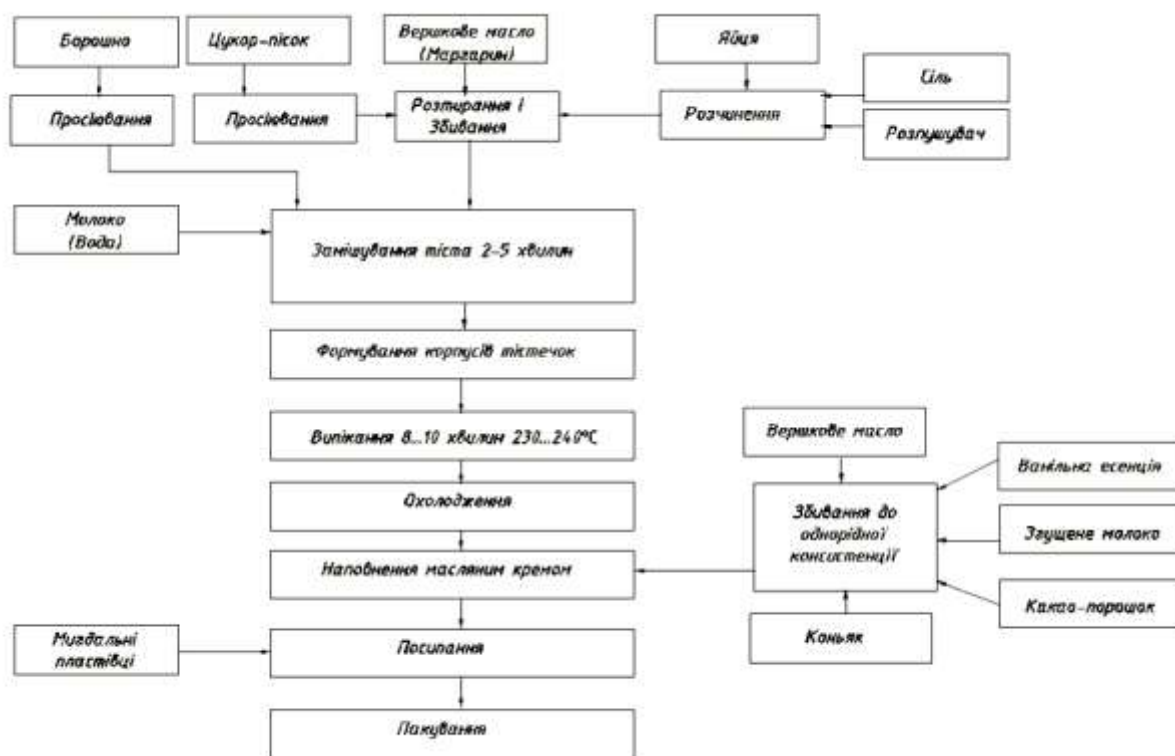 Борошно
Цукор-пісок
Вершкове масло
(Маргарин)
Яйця
Сіль
Просіювання
Просіювання
Розтирання і
Збивання
Розчинення
Розпушувач
Молоко
(Вода)
Замішування тіста 2-5 хвилин
Формування корпусів тістечок
Випікання 8...10 хвилин 230...240°С
Вершкове масло
Ванільна есенція
Охолодження
Збивання до
однорідної
консистенції
Згущене молоко
Наповнення масляним кремом
Какао-порошок
Коньяк
Мигдальні
пластівці
Посипання
Пакування